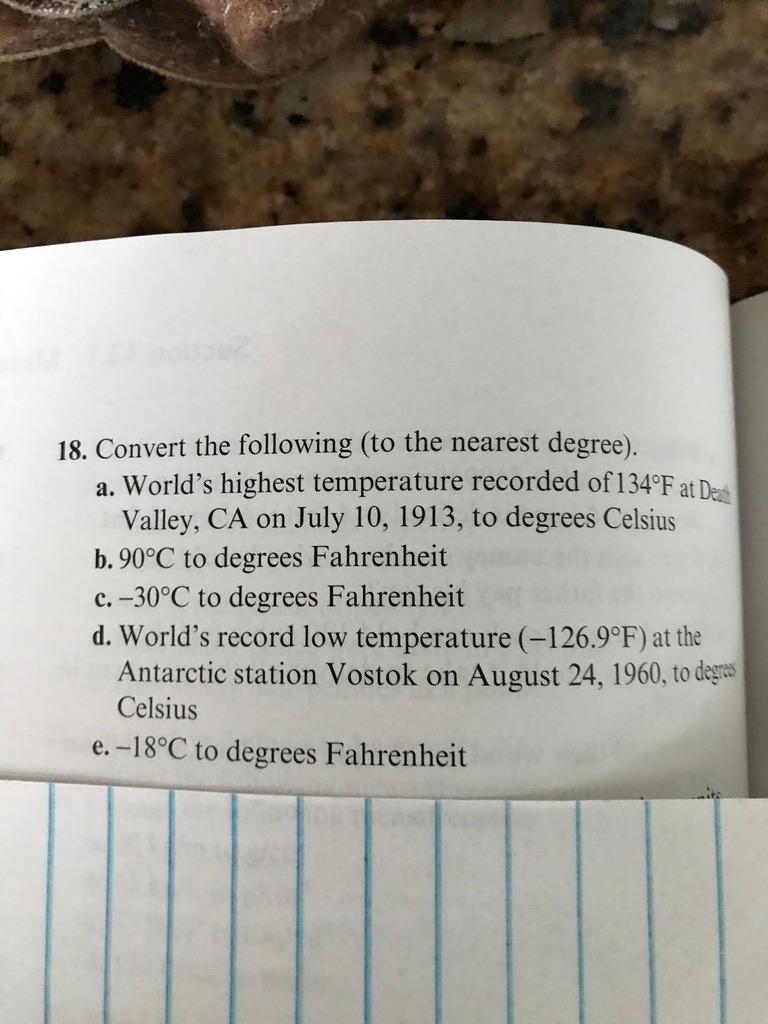 18. Convert the following (to the nearest degree).
a. World's highest temperature recorded of 134°F at Death
Valley, CA on July 10, 1913, to degrees Celsius
b. 90°C to degrees Fahrenheit
c. –30°C to degrees Fahrenheit
d. World's record low temperature (–126.9°F) at the
Antarctic station Vostok on August 24, 1960, to degrees
Celsius
e. –18°C to degrees Fahrenheit